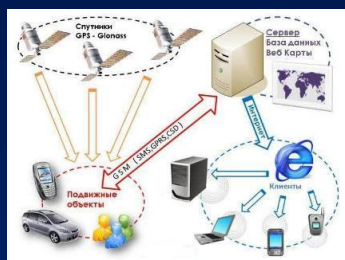 Спутники
GPS - Glonass
Сервер
База данных
Веб Карты
GSM (SMS,GPRS,CSD)
Интернет
Клиенты
Подвижные
объекты